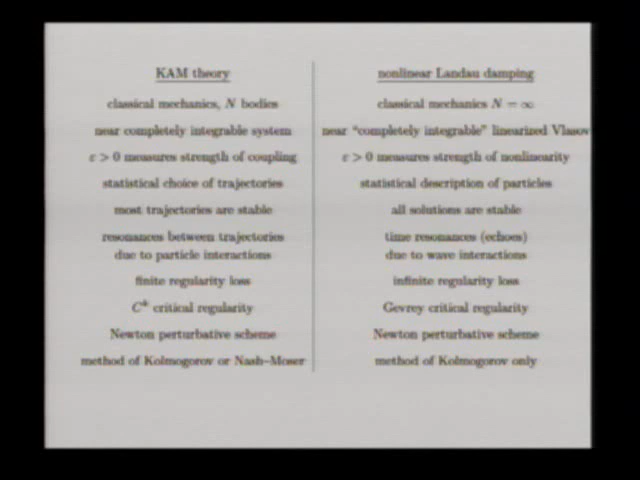 KAM theory
nonlinear Landau damping
classical mechanics, N bodies
classical mechanics N = ∞
near completely integrable system
near “completely integrable” linearized Vlasov
ε > 0 measures strength of coupling
ε > 0 measures strength of nonlinearity
statistical choice of trajectories
statistical description of particles
most trajectories are stable
all solutions are stable
resonances between trajectories
time resonances (echoes)
due to particle interactions
due to wave interactions
finite regularity loss
infinite regularity loss
Cᵏ critical regularity
Gevrey critical regularity
Newton perturbative scheme
Newton perturbative scheme
method of Kolmogorov or Nash–Moser
method of Kolmogorov only